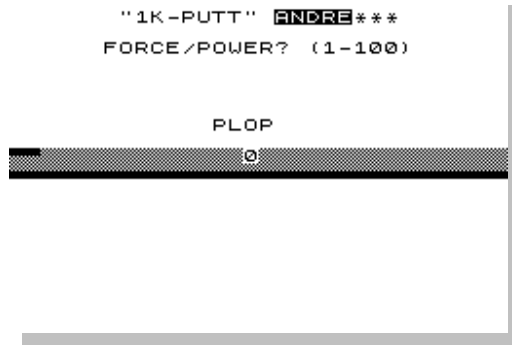 "1K-PUTT" ANDRE***
FORCE/POWER? (1-100)
PLOP
0